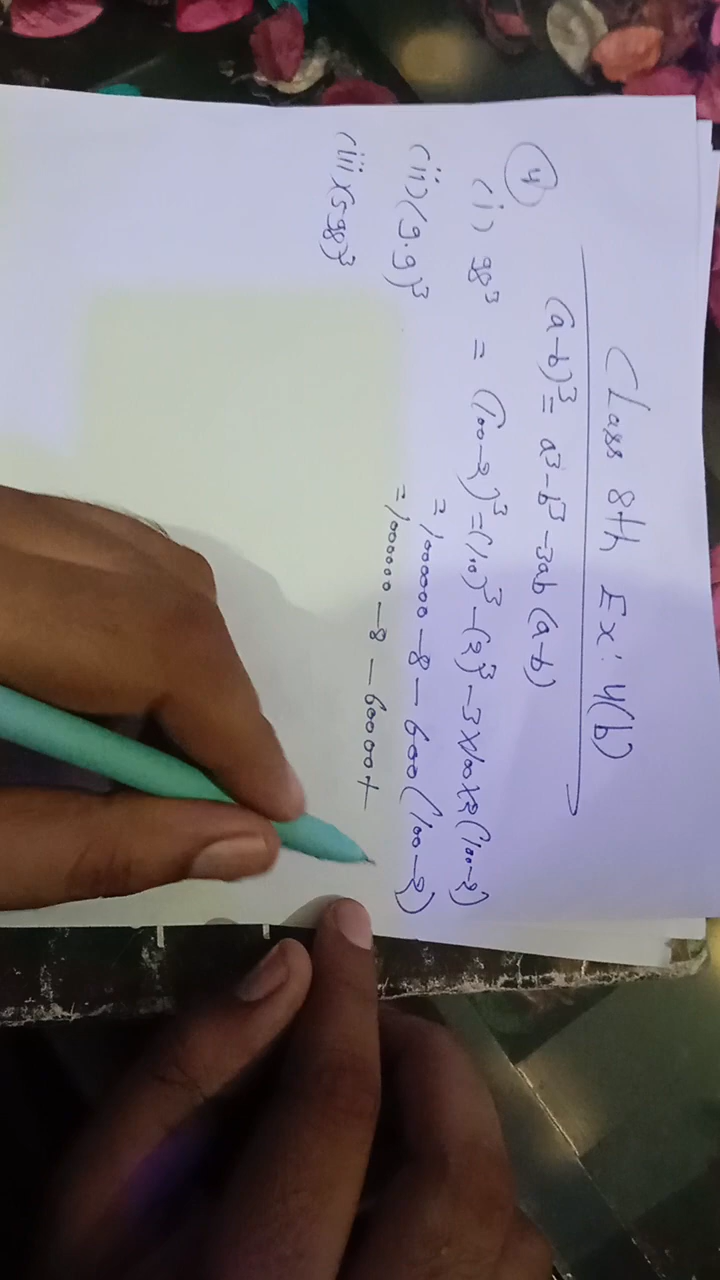 Class 8th Ex: 4(b)
(a-b)³ = a³-b³-3ab(a-b)
(4)
(i) 98³ = (100-2)³ = (100)³-(2)³-3×100×2(100-2)
= 1000000-8-600(100-2)
(ii) (9.9)³ = 1000000-8-60000+
(iii) (598)³